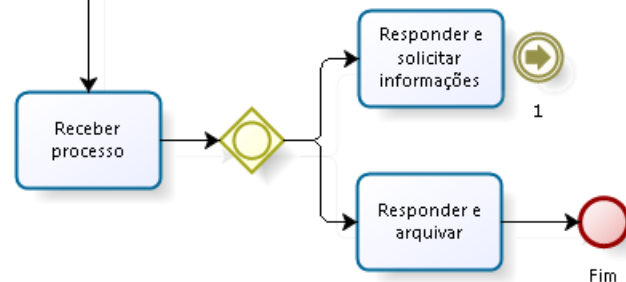 Responder e
solicitar
informações
1
Receber
processo
Responder e
arquivar
Fim